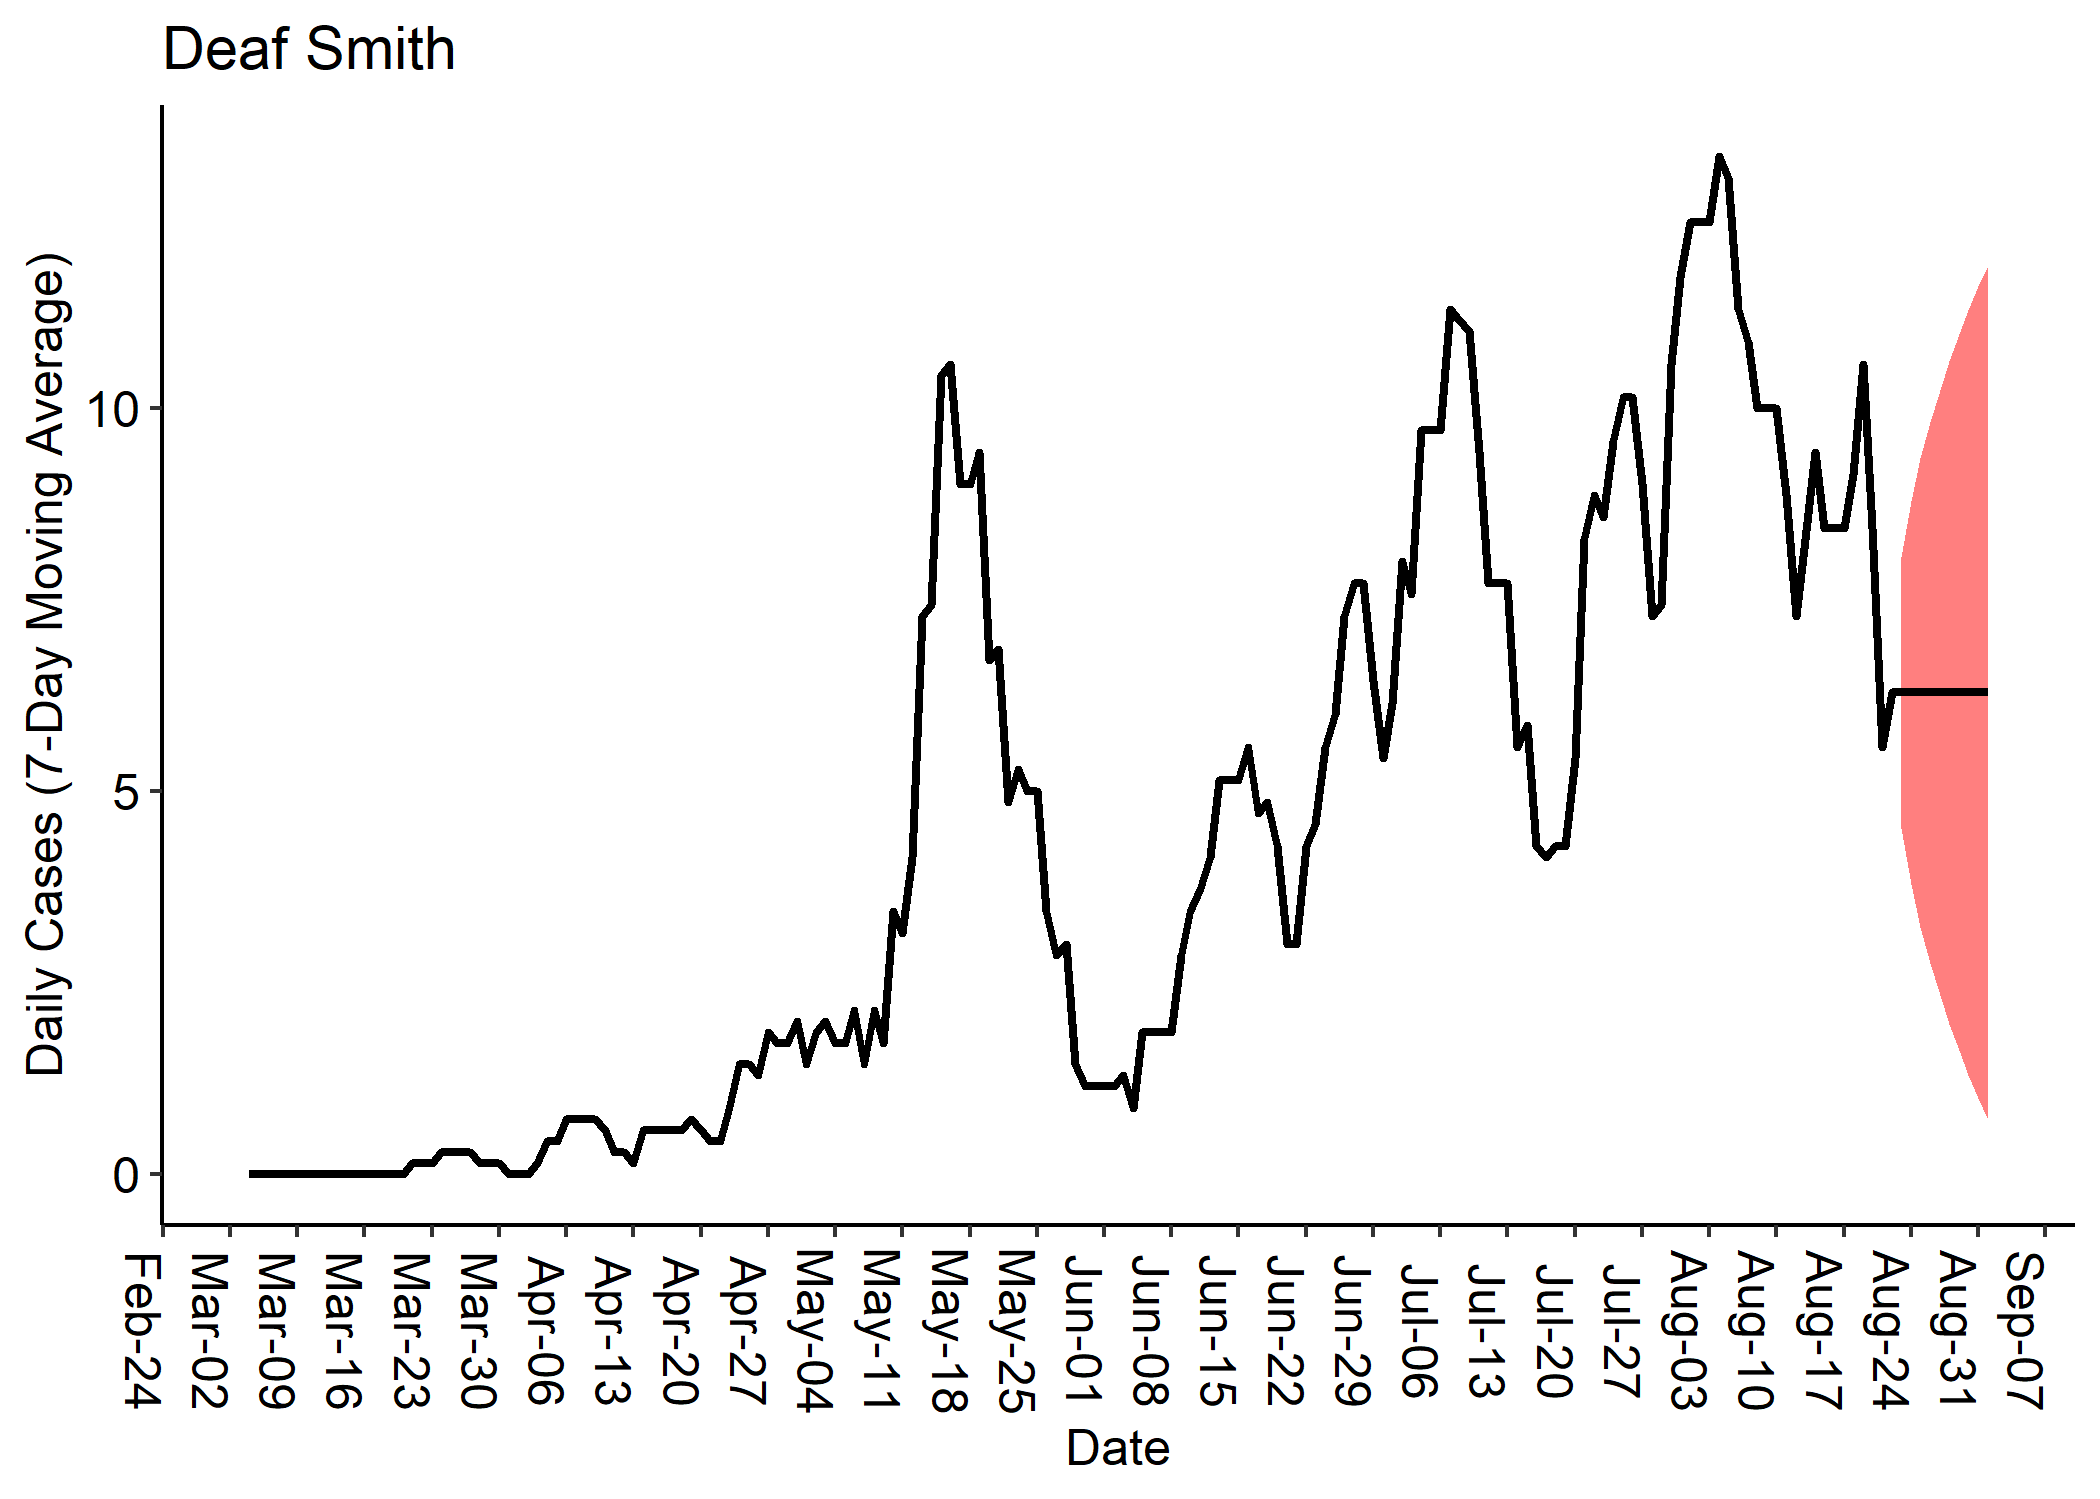 Deaf Smith
Daily Cases (7-Day Moving Average)
10
5
0
Feb-24
Mar-02
Mar-09
Mar-16
Mar-23
Mar-30
Apr-06
Apr-13
Apr-20
Apr-27
May-04
May-11
May-18
May-25
Jun-01
Jun-08
Jun-15
Jun-22
Jun-29
Jul-06
Jul-13
Jul-20
Jul-27
Aug-03
Aug-10
Aug-17
Aug-24
Aug-31
Sep-07
Date